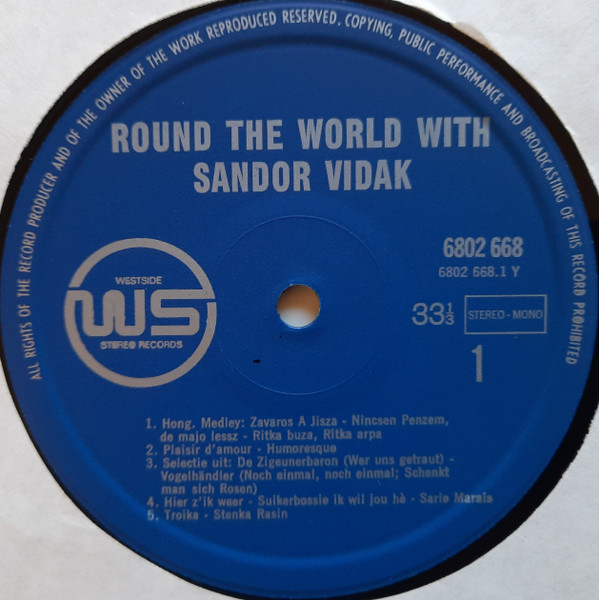 ALL RIGHTS OF THE RECORD PRODUCER AND OF THE OWNER OF THE WORK REPRODUCED RESERVED. COPYING, PUBLIC PERFORMANCE AND BROADCASTING OF THIS RECORD PROHIBITED
ROUND THE WORLD WITH
SANDOR VIDAK
WESTSIDE
WS
STEREO RECORDS
6802 668
6802 668.1 Y
33⅓
STEREO - MONO
1
1. Hong. Medley: Zavaros A Jisza - Nincsen Penzem,
de majo lessz - Ritka buza, Ritka arpa
2. Plaisir d'amour - Humoresque
3. Selectie uit: De Zigeunerbaron (Wer uns getraut) -
Vogelhändler (Noch einmal, noch einmal; Schenkt
man sich Rosen)
4. Hier z'ik weer - Suikerbossie ik wil jou hê - Sarie Marais
5. Troika - Stenka Rasin